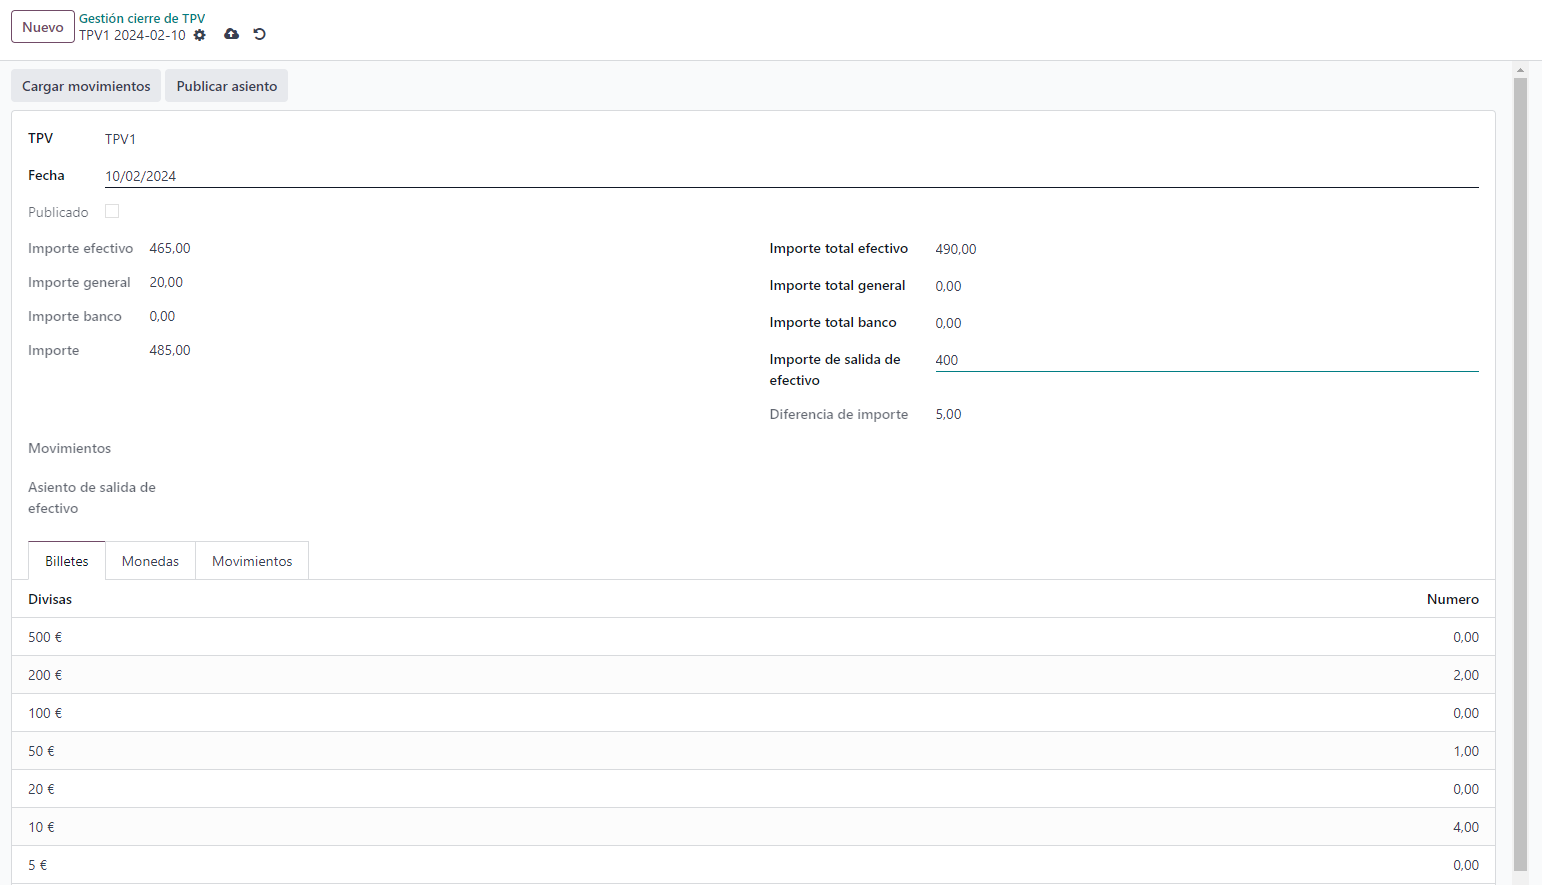 Nuevo
Gestión cierre de TPV
TPV1 2024-02-10
Cargar movimientos
Publicar asiento
TPV TPV1
Fecha 10/02/2024
Publicado
Importe efectivo 465,00
Importe general 20,00
Importe banco 0,00
Importe 485,00
Importe total efectivo 490,00
Importe total general 0,00
Importe total banco 0,00
Importe de salida de
efectivo
400
Diferencia de importe 5,00
Movimientos
Asiento de salida de
efectivo
Billetes Monedas Movimientos
Divisas Numero
500 € 0,00
200 € 2,00
100 € 0,00
50 € 1,00
20 € 0,00
10 € 4,00
5 € 0,00